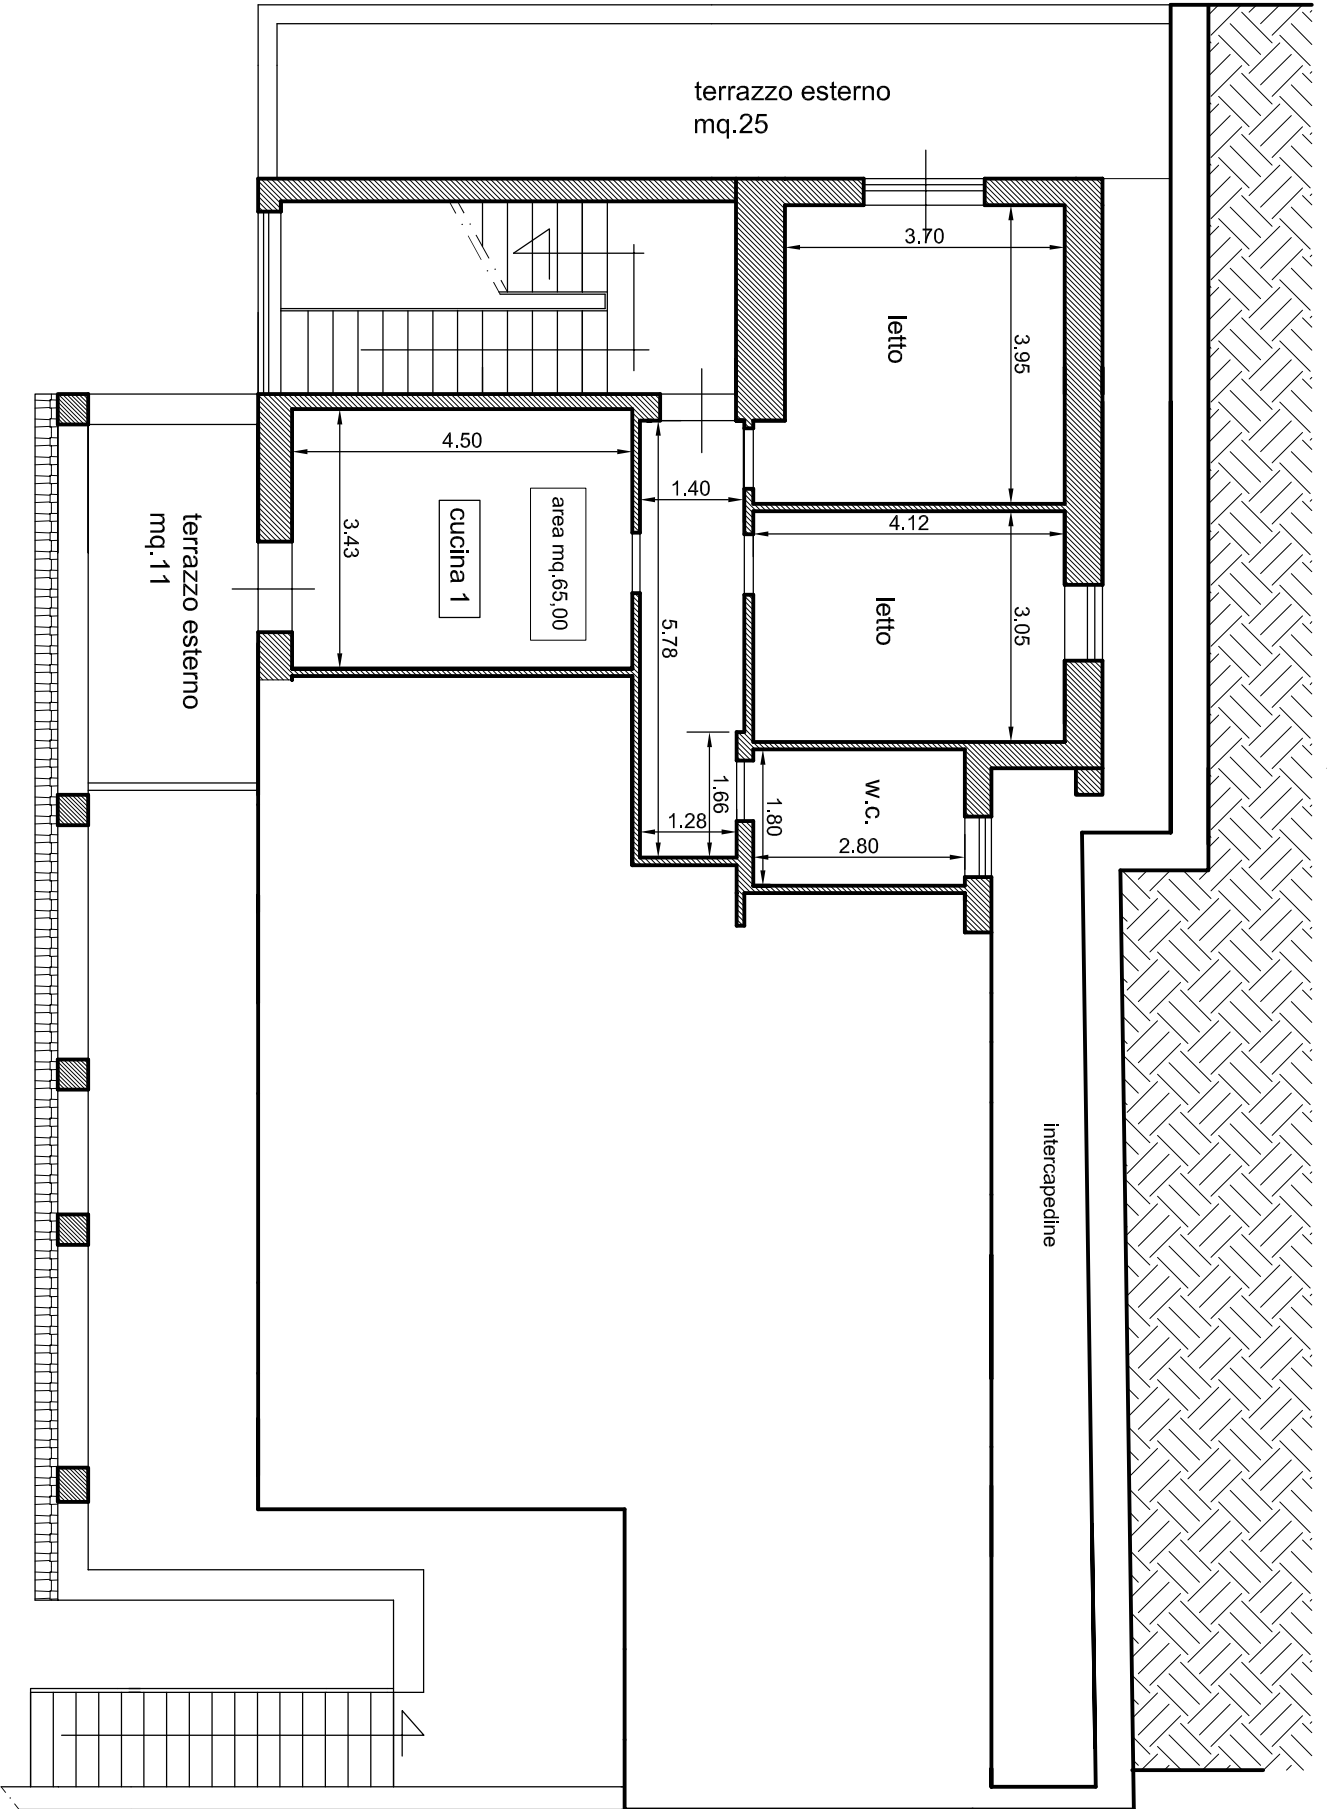 terrazzo esterno
mq.25
3.70
letto
3.95
4.50
1.40
4.12
3.43
cucina 1
area mq.65,00
terrazzo esterno
mq.11
letto
3.05
5.78
1.66
1.28
1.80
w.c.
2.80
intercapedine